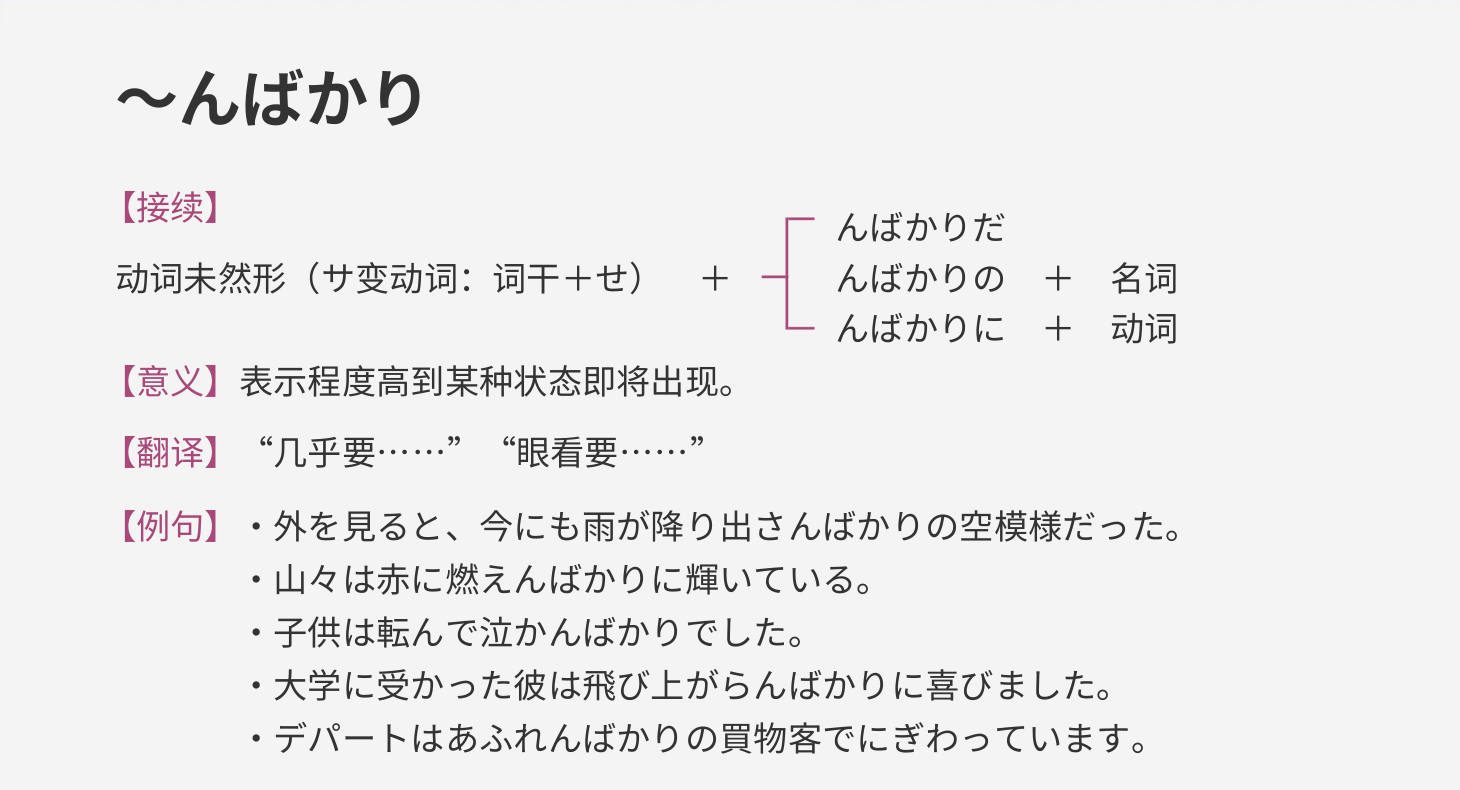 ～んばかり
【接续】
んばかりだ
动词未然形（サ变动词：词干＋せ） ＋ んばかりの ＋ 名词
んばかりに ＋ 动词
【意义】表示程度高到某种状态即将出现。
【翻译】“几乎要……” “眼看要……”
【例句】・外を見ると、今にも雨が降り出さんばかりの空模様だった。
・山々は赤に燃えんばかりに輝いている。
・子供は転んで泣かんばかりでした。
・大学に受かった彼は飛び上がらんばかりに喜びました。
・デパートはあふれんばかりの買物客でにぎわっています。